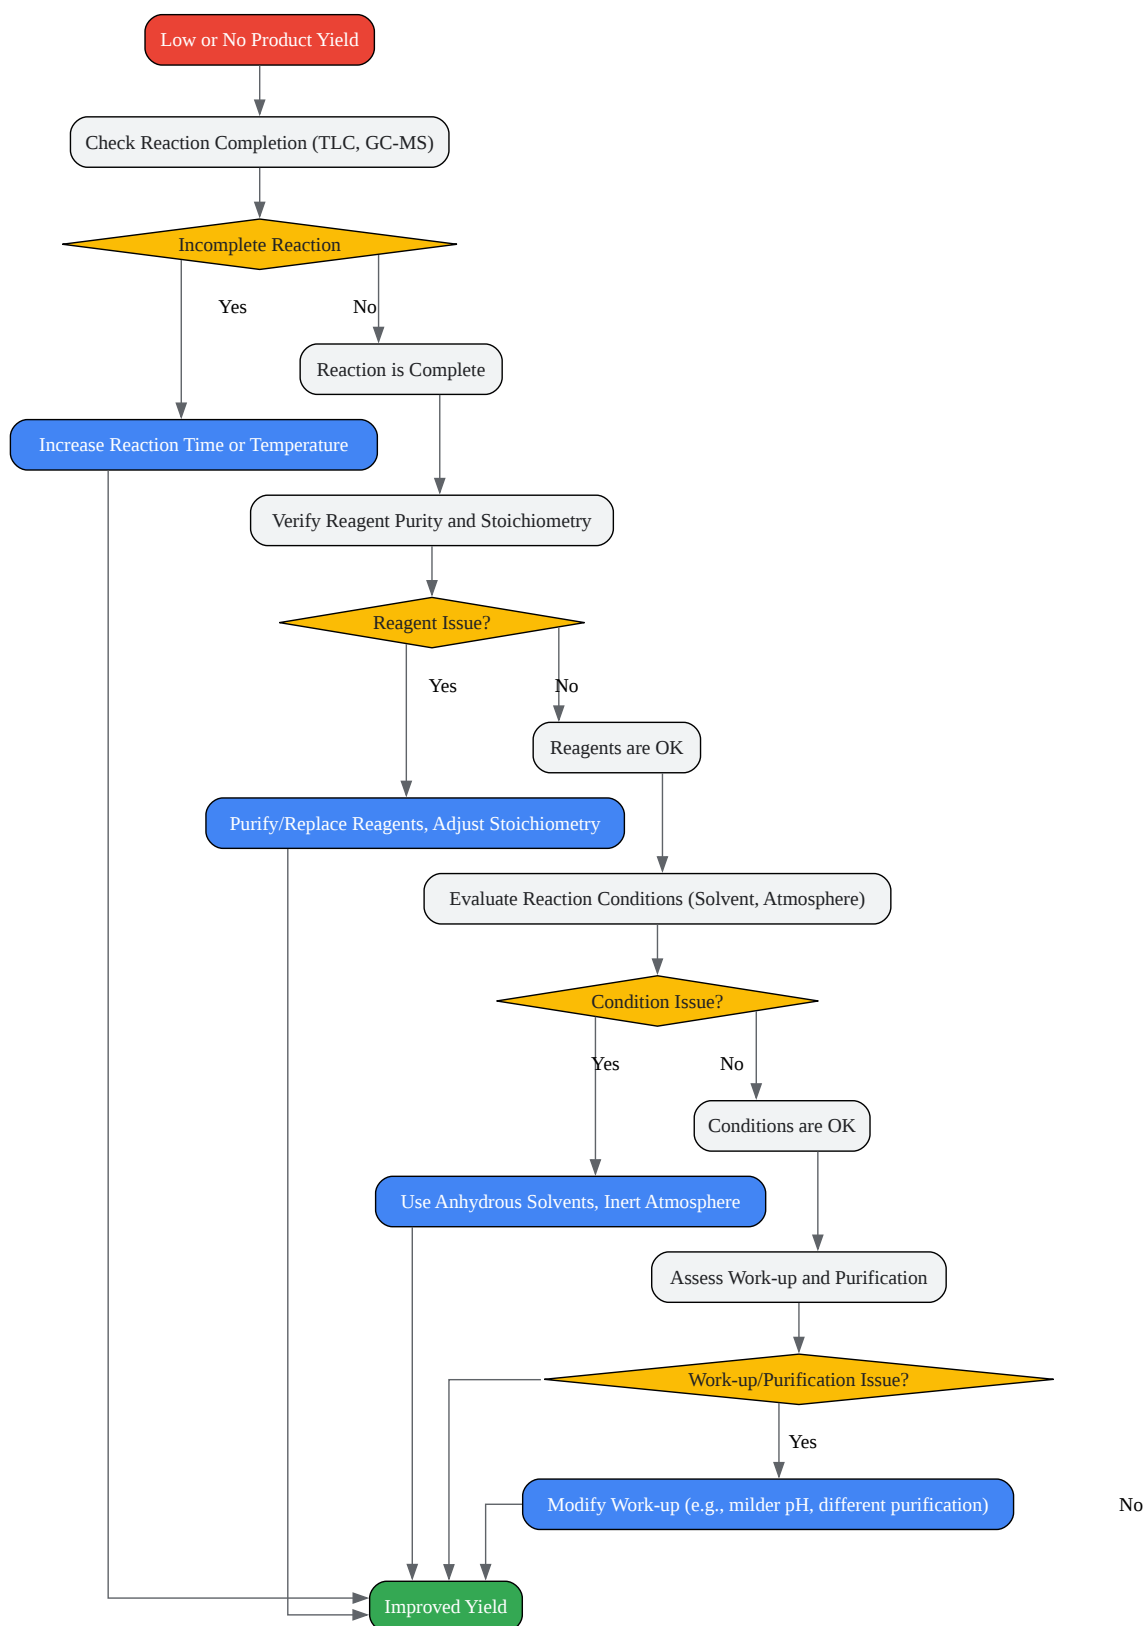 Low or No Product Yield
Check Reaction Completion (TLC, GC-MS)
Incomplete Reaction
Yes
No
Reaction is Complete
Increase Reaction Time or Temperature
Verify Reagent Purity and Stoichiometry
Reagent Issue?
Yes
No
Reagents are OK
Purify/Replace Reagents, Adjust Stoichiometry
Evaluate Reaction Conditions (Solvent, Atmosphere)
Condition Issue?
Yes
No
Conditions are OK
Use Anhydrous Solvents, Inert Atmosphere
Assess Work-up and Purification
Work-up/Purification Issue?
Yes
Modify Work-up (e.g., milder pH, different purification)
No
Improved Yield